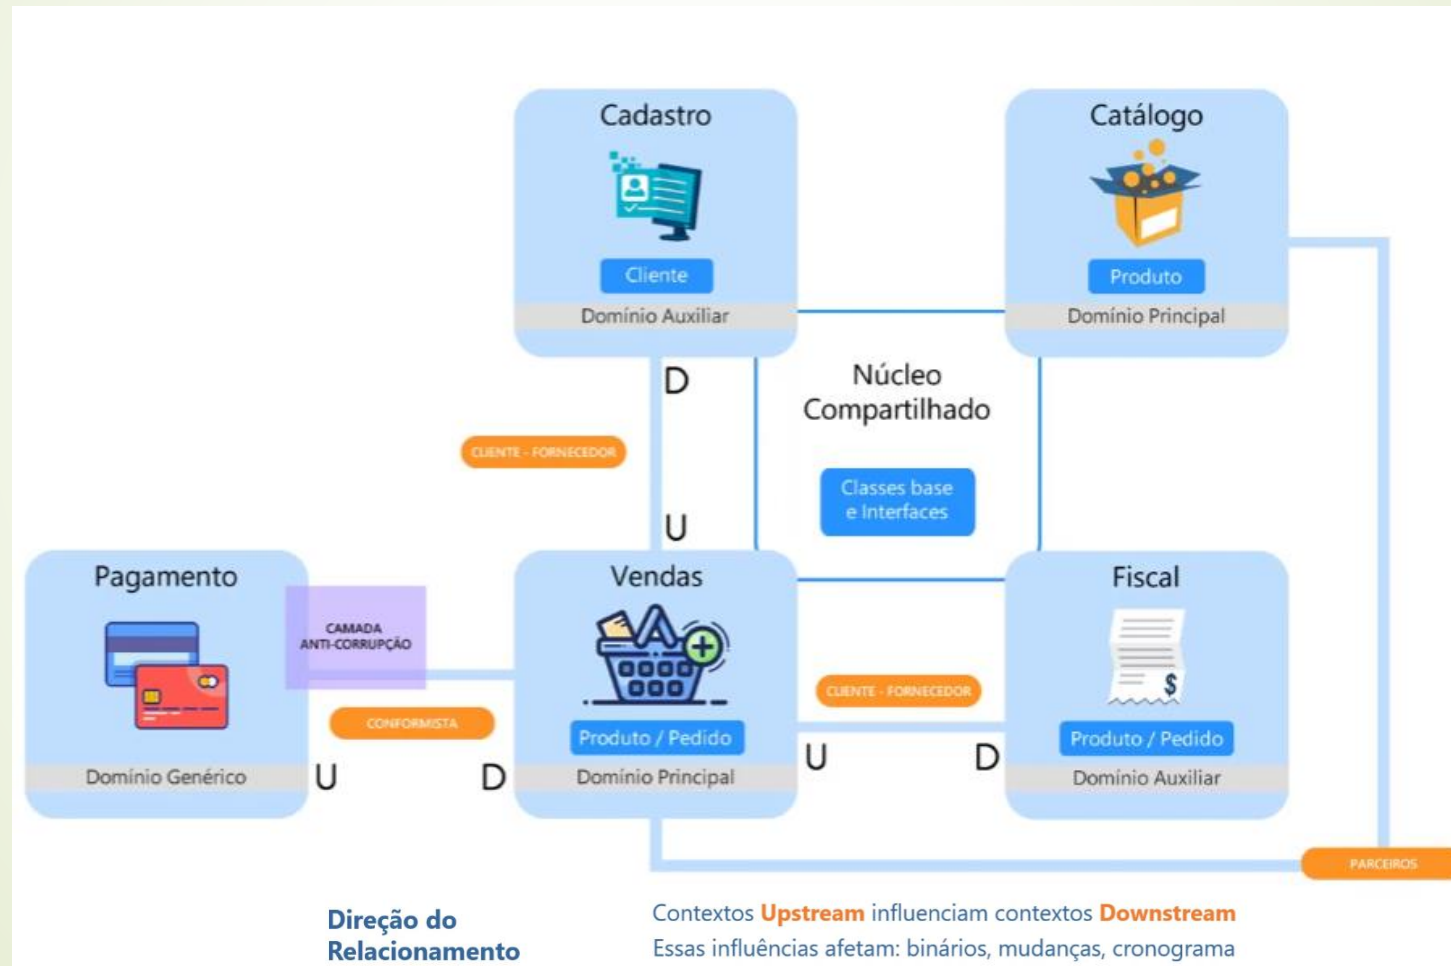 Cadastro
Cliente
Domínio Auxiliar
Catálogo
Produto
Domínio Principal
D
Núcleo
Compartilhado
CLIENTE - FORNECEDOR
Classes base
e Interfaces
U
Pagamento
Domínio Genérico
CAMADA
ANTI-CORRUPÇÃO
CONFORMISTA
U
D
Vendas
Produto / Pedido
Domínio Principal
CLIENTE - FORNECEDOR
U
D
Fiscal
$
Produto / Pedido
Domínio Auxiliar
PARCEIROS
Direção do
Relacionamento
Contextos Upstream influenciam contextos Downstream
Essas influências afetam: binários, mudanças, cronograma